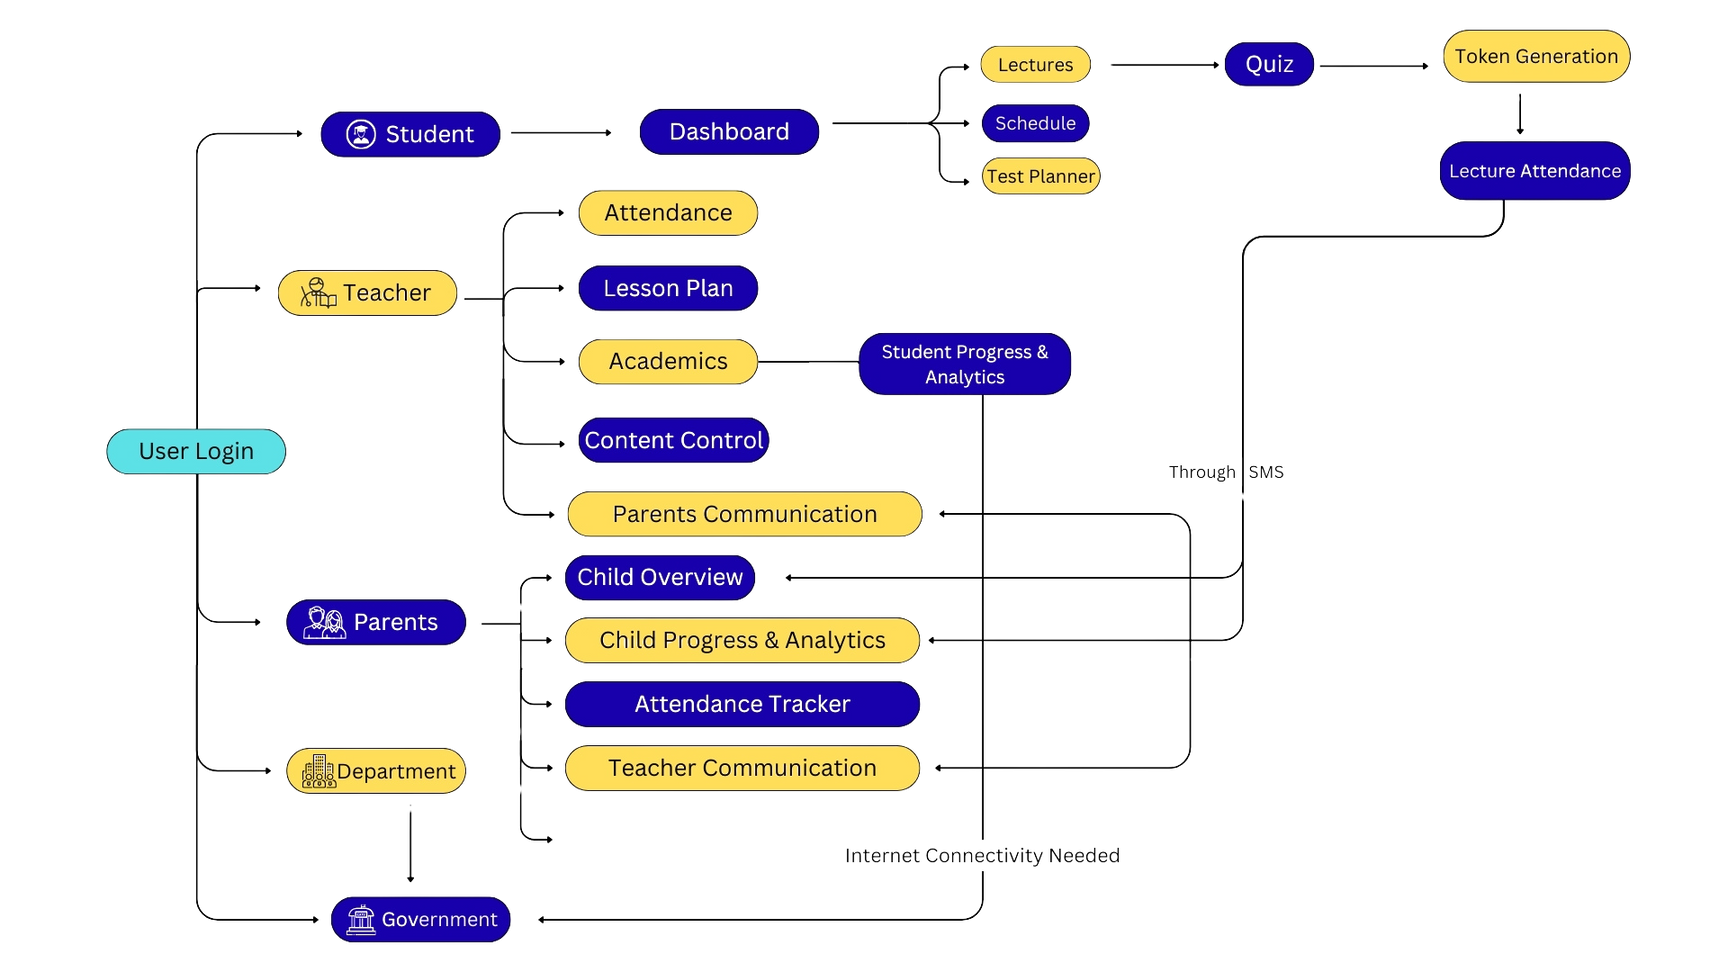 Lectures
Quiz
Token Generation
Student
Dashboard
Schedule
Test Planner
Lecture Attendance
Attendance
Teacher
Lesson Plan
Academics
Student Progress &
Analytics
Content Control
User Login
Through SMS
Parents Communication
Child Overview
Parents
Child Progress & Analytics
Attendance Tracker
Department
Teacher Communication
Internet Connectivity Needed
Government